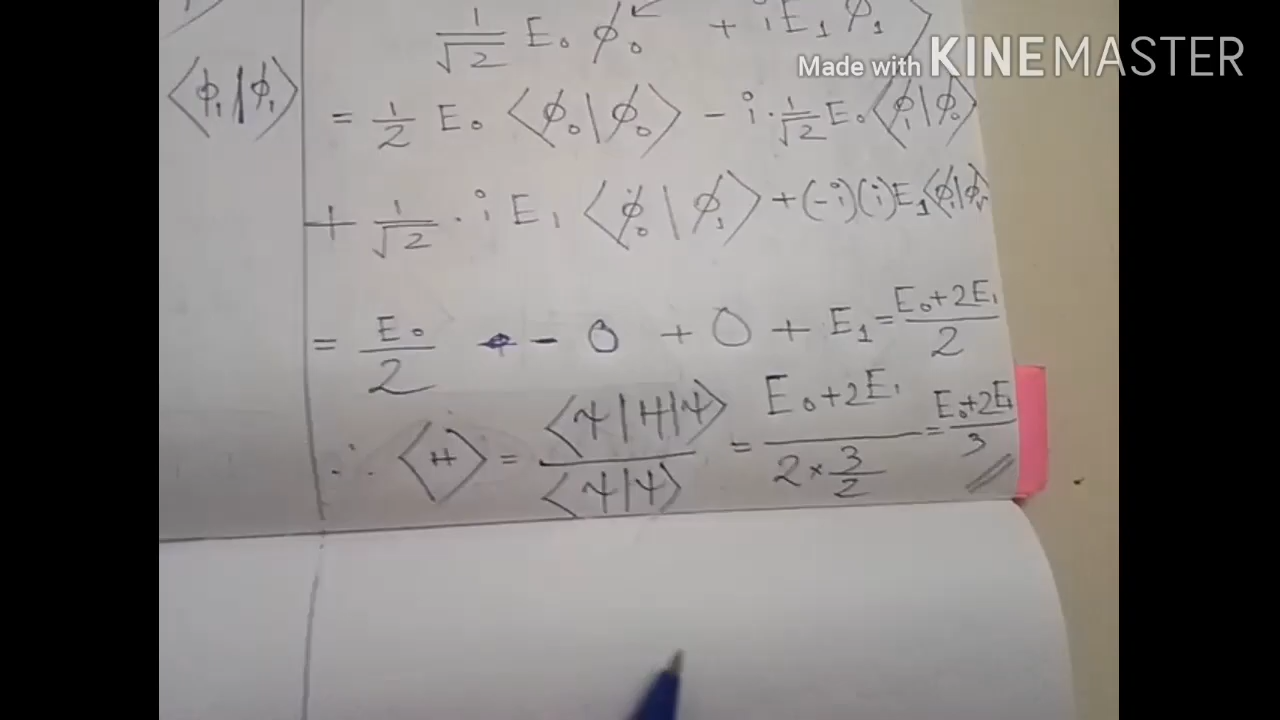 1/√2 E₀ ϕ₀ + iE₁ ϕ₁ ⟩
Made with KINEMASTER
⟨ϕ₁|ϕ₁⟩
= 1/2 E₀ ⟨ϕ₀|ϕ₀⟩ - i · 1/√2 E₀ ⟨ϕ₁|ϕ₀⟩
+ 1/√2 · i E₁ ⟨ϕ₀|ϕ₁⟩ + (-i)(i)E₁⟨ϕ₁|ϕ₁
= E₀/2 - 0 + 0 + E₁ = E₀+2E₁/2
∴ ⟨H⟩ = ⟨Ψ|H|Ψ⟩/⟨Ψ|Ψ⟩ = E₀+2E₁/2×3/2 = E₀+2E₁/3